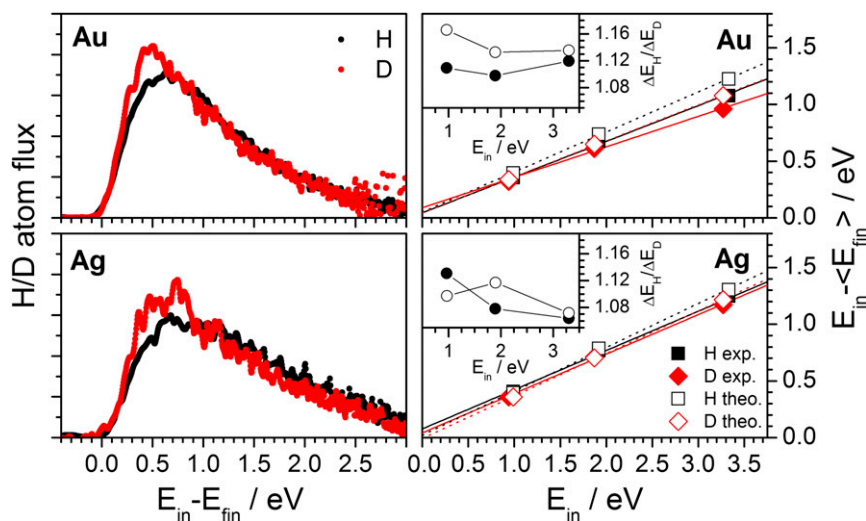 Au
H
D
H/D atom flux
Ag
0.0 0.5 1.0 1.5 2.0 2.5
E_in-E_fin / eV
Au
1.16
1.12
1.08
ΔE_H/ΔE_D
1 2 3
E_in / eV
1.5
1.0
0.5
0.0
Ag
1.16
1.12
1.08
ΔE_H/ΔE_D
1 2 3
E_in / eV
H exp.
D exp.
H theo.
D theo.
1.5
1.0
0.5
0.0
E_in-<E_fin> / eV
0.0 0.5 1.0 1.5 2.0 2.5 3.0 3.5
E_in / eV